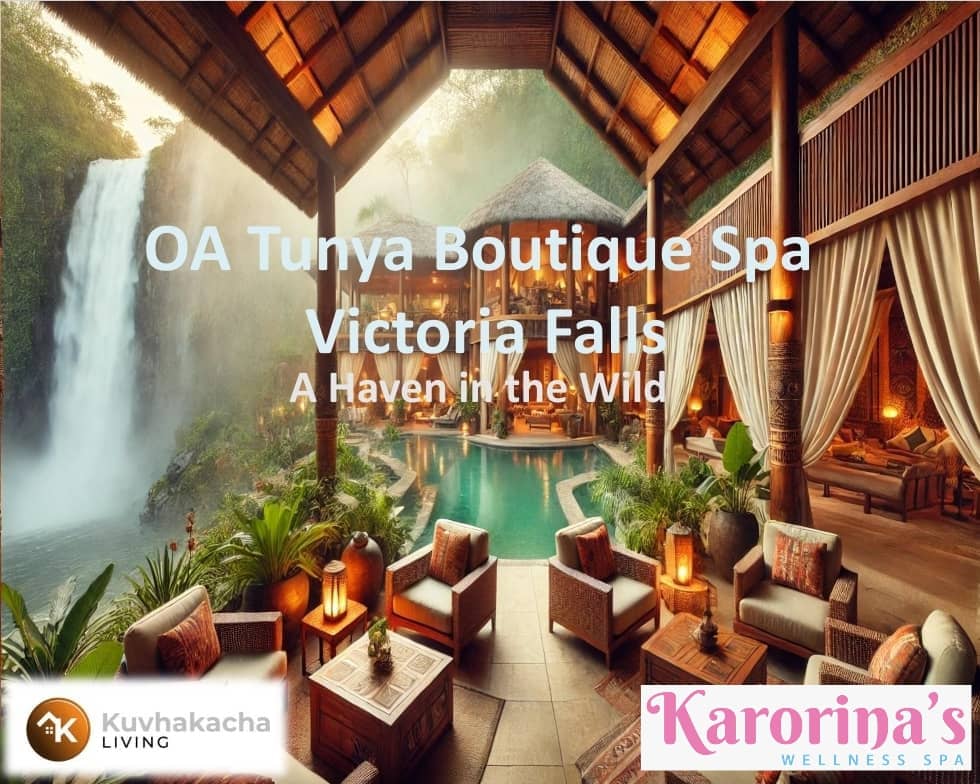 OA Tunya Boutique Spa
Victoria Falls
A Haven in the Wild
K
Kuvhakacha
LIVING
Karorina's
WELLNESS SPA